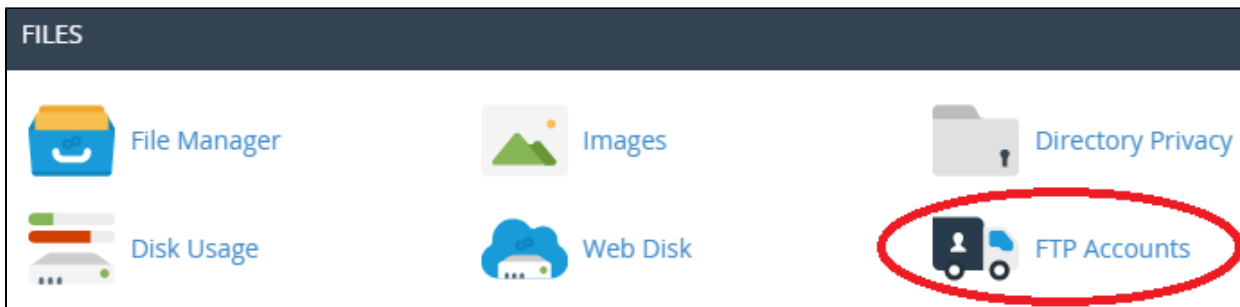 FILES
File Manager
Images
Directory Privacy
Disk Usage
Web Disk
FTP Accounts